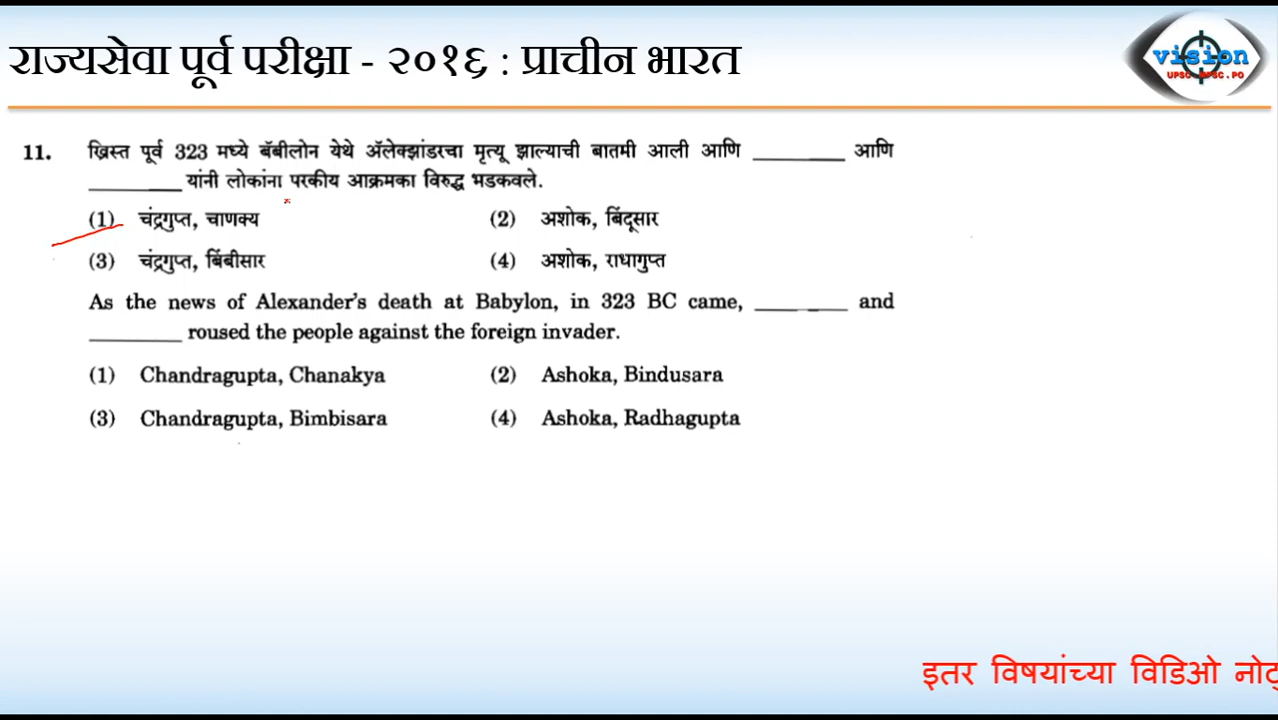 राज्यसेवा पूर्व परीक्षा - २०१६ : प्राचीन भारत
vision
UPSC MPSC PO
11. ख्रिस्त पूर्व 323 मध्ये बॅबीलोन येथे ॲलेक्झांडरचा मृत्यू झाल्याची बातमी आली आणि ________ आणि
________ यांनी लोकांना परकीय आक्रमका विरुद्ध भडकवले.
(1) चंद्रगुप्त, चाणक्य (2) अशोक, बिंदूसार
(3) चंद्रगुप्त, बिंबीसार (4) अशोक, राधागुप्त
As the news of Alexander's death at Babylon, in 323 BC came, ________ and
________ roused the people against the foreign invader.
(1) Chandragupta, Chanakya (2) Ashoka, Bindusara
(3) Chandragupta, Bimbisara (4) Ashoka, Radhagupta
इतर विषयांच्या विडिओ